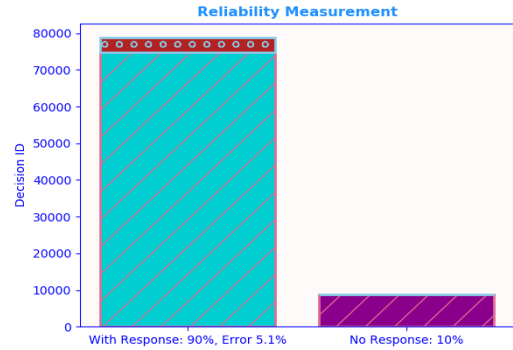 Reliability Measurement
80000
70000
60000
50000
40000
30000
20000
10000
0
Decision ID
With Response: 90%, Error 5.1%
No Response: 10%